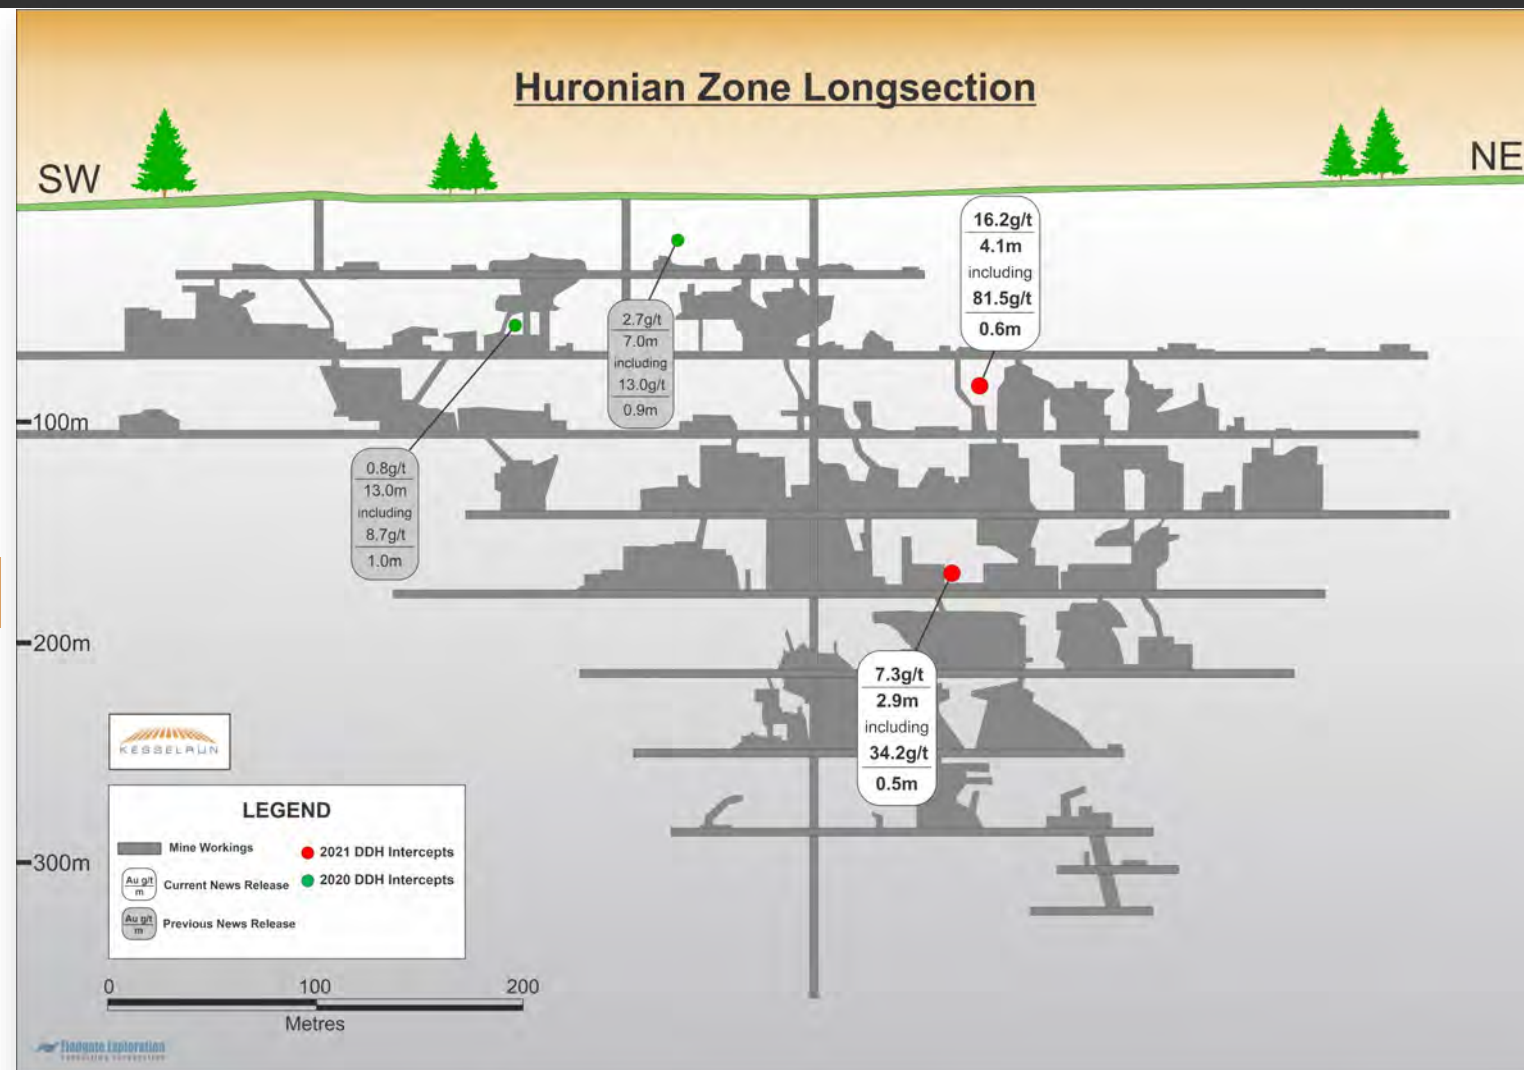 Huronian Zone Longsection
SW
NE
16.2g/t
4.1m
including
81.5g/t
0.6m
2.7g/t
7.0m
including
13.0g/t
0.9m
100m
0.8g/t
13.0m
including
8.7g/t
1.0m
200m
7.3g/t
2.9m
including
34.2g/t
0.5m
KESSELRUN
LEGEND
Mine Workings
2021 DDH Intercepts
Au g/t
m
Current News Release
2020 DDH Intercepts
Au g/t
m
Previous News Release
300m
0 100 200
Metres
Fladgate Exploration